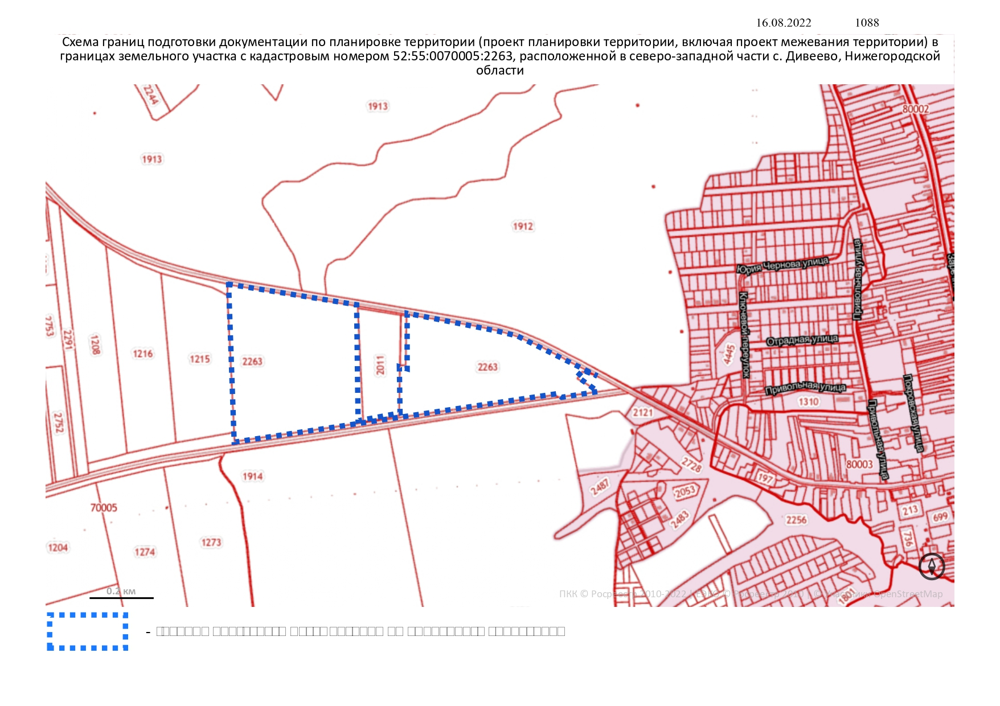 16.08.2022 1088
Схема границ подготовки документации по планировке территории (проект планировки территории, включая проект межевания территории) в
границах земельного участка с кадастровым номером 52:55:0070005:2263, расположенной в северо-западной части с. Дивеево, Нижегородской
области
2244
1913
80002
1913
1912
Юрия Чернова улица
Привольная улица
Ключевой переулок
2753
2291
1208
1216
1215
2263
2011
2263
4445
Отрадная улица
Привольная улица
Покровская улица
1310
2121
2752
Привольная улица
1914
2728
80003
197
2487
2053
70005
2483
2256
213
699
736
1204
1274
1273
0.2 км
ПКК © Росреестр 2010-2022 | ЕЭКО © Росреестр 2010 | © Участники OpenStreetMap
1801
-